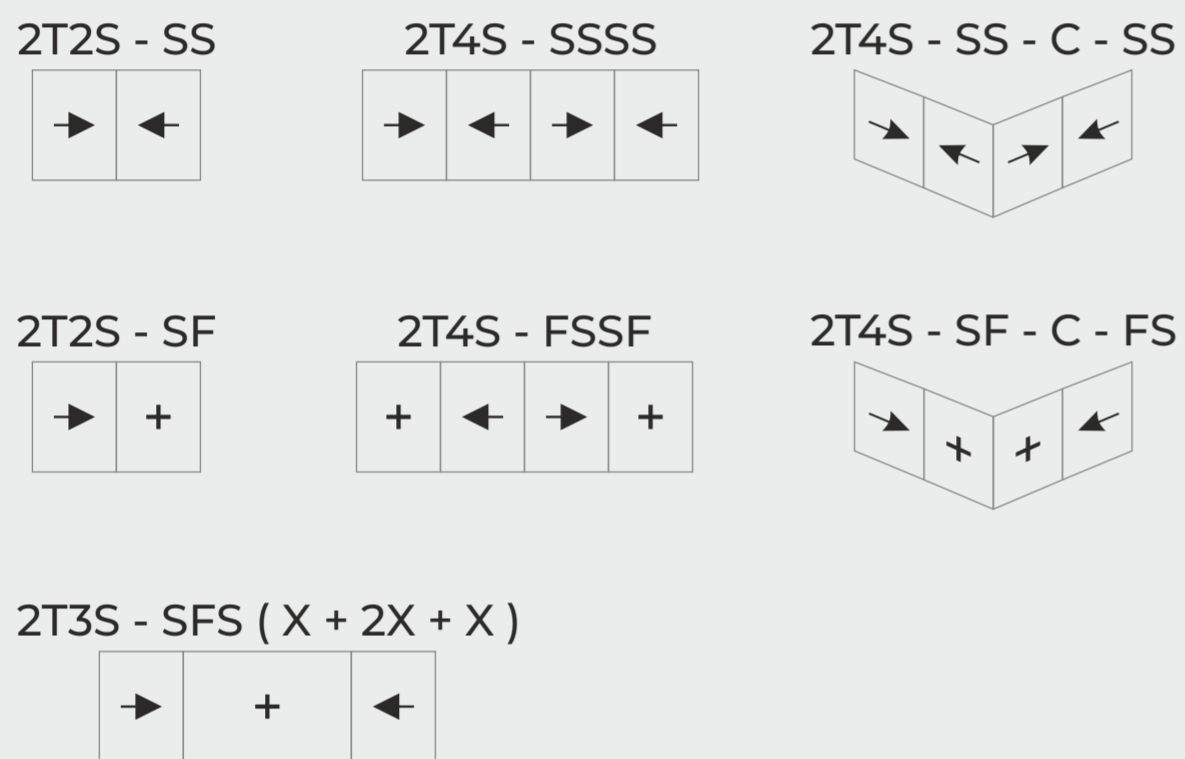 2T2S - SS
2T4S - SSSS
2T4S - SS - C - SS
2T2S - SF
2T4S - FSSF
2T4S - SF - C - FS
2T3S - SFS ( X + 2X + X )